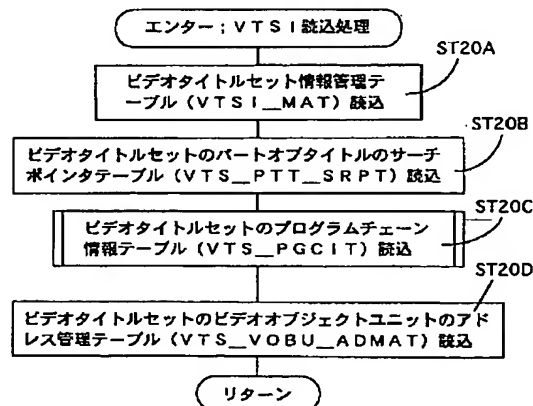 エンター；ＶＴＳＩ読込処理
ST20A
ビデオタイトルセット情報管理テ
ーブル（ＶＴＳＩ＿ＭＡＴ）読込
ST20B
ビデオタイトルセットのパートオブタイトルのサーチ
ポインタテーブル（ＶＴＳ＿ＰＴＴ＿ＳＲＰＴ）読込
ST20C
ビデオタイトルセットのプログラムチェーン
情報テーブル（ＶＴＳ＿ＰＧＣＩＴ）読込
ST20D
ビデオタイトルセットのビデオオブジェクトユニットのアド
レス管理テーブル（ＶＴＳ＿ＶＯＢＵ＿ＡＤＭＡＴ）読込
リターン